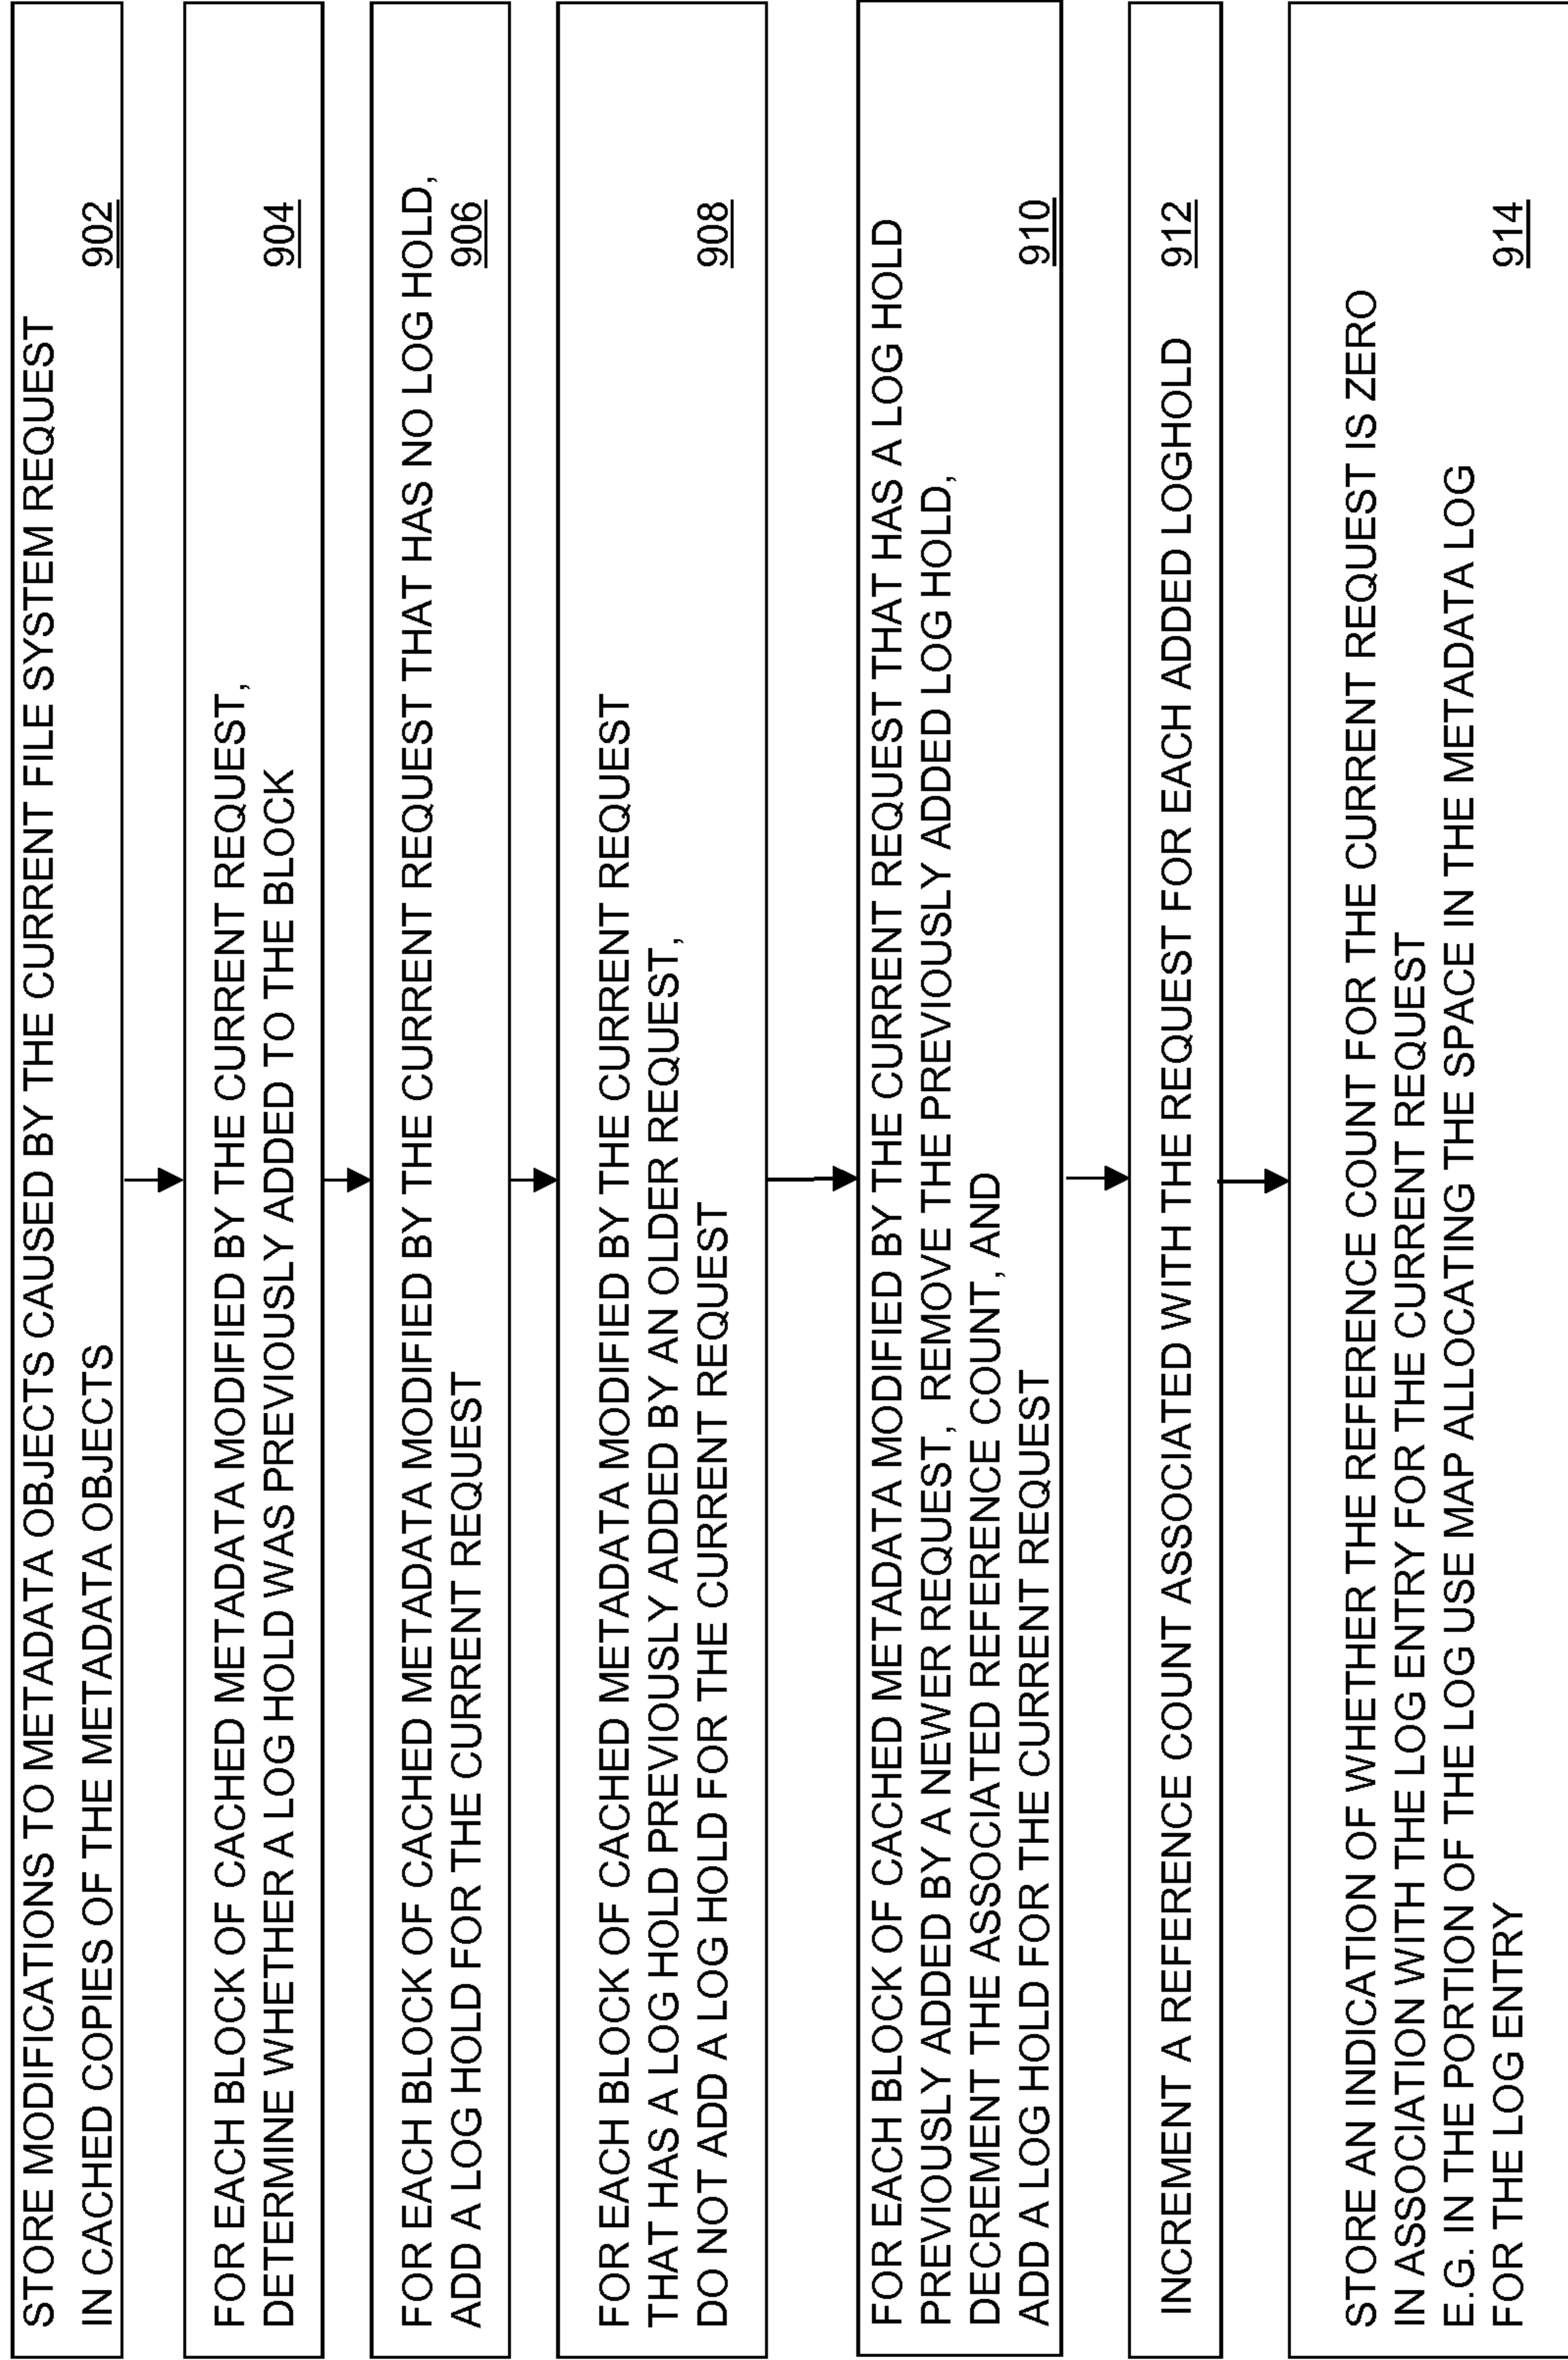 STORE MODIFICATIONS TO METADATA OBJECTS CAUSED BY THE CURRENT FILE SYSTEM REQUEST
IN CACHED COPIES OF THE METADATA OBJECTS
902
FOR EACH BLOCK OF CACHED METADATA MODIFIED BY THE CURRENT REQUEST,
DETERMINE WHETHER A LOG HOLD WAS PREVIOUSLY ADDED TO THE BLOCK
904
FOR EACH BLOCK OF CACHED METADATA MODIFIED BY THE CURRENT REQUEST THAT HAS NO LOG HOLD,
ADD A LOG HOLD FOR THE CURRENT REQUEST
906
FOR EACH BLOCK OF CACHED METADATA MODIFIED BY THE CURRENT REQUEST
THAT HAS A LOG HOLD PREVIOUSLY ADDED BY AN OLDER REQUEST,
DO NOT ADD A LOG HOLD FOR THE CURRENT REQUEST
908
FOR EACH BLOCK OF CACHED METADATA MODIFIED BY THE CURRENT REQUEST THAT HAS A LOG HOLD
PREVIOUSLY ADDED BY A NEWER REQUEST, REMOVE THE PREVIOUSLY ADDED LOG HOLD,
DECREMENT THE ASSOCIATED REFERENCE COUNT, AND
ADD A LOG HOLD FOR THE CURRENT REQUEST
910
INCREMENT A REFERENCE COUNT ASSOCIATED WITH THE REQUEST FOR EACH ADDED LOGHOLD
912
STORE AN INDICATION OF WHETHER THE REFERENCE COUNT FOR THE CURRENT REQUEST IS ZERO
IN ASSOCIATION WITH THE LOG ENTRY FOR THE CURRENT REQUEST
E.G. IN THE PORTION OF THE LOG USE MAP ALLOCATING THE SPACE IN THE METADATA LOG
FOR THE LOG ENTRY
914